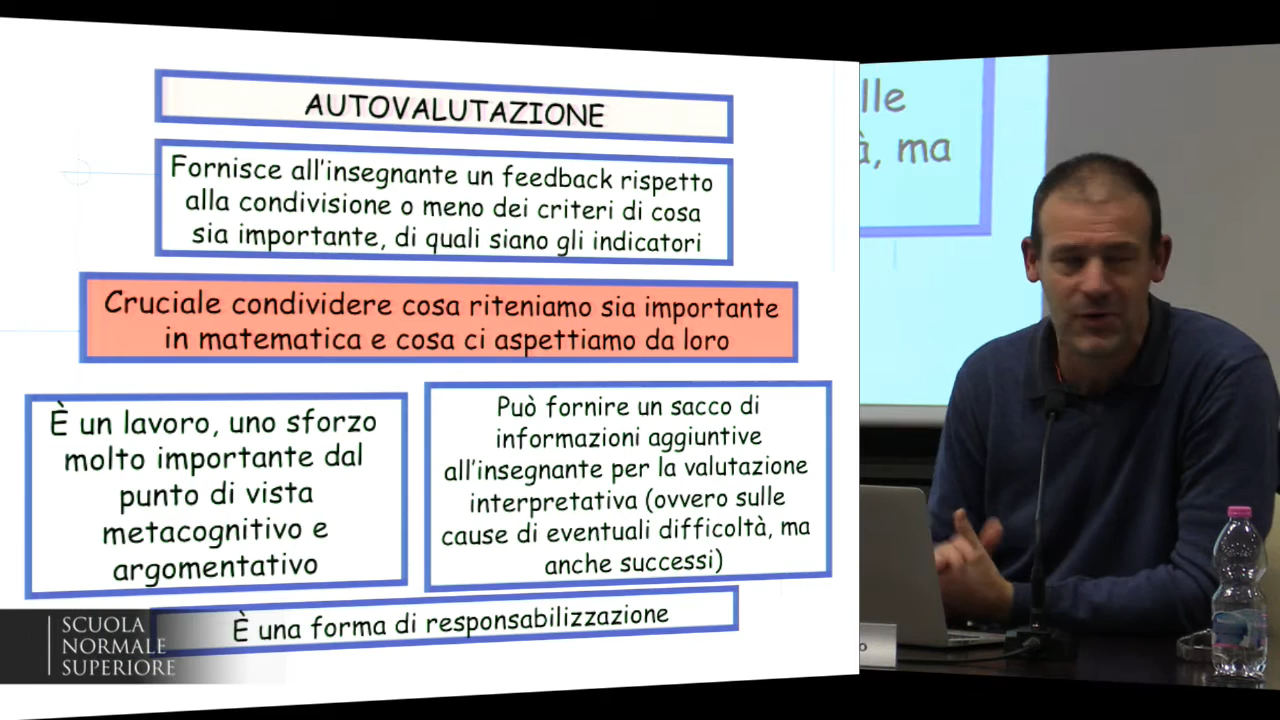 AUTOVALUTAZIONE
Fornisce all'insegnante un feedback rispetto
alla condivisione o meno dei criteri di cosa
sia importante, di quali siano gli indicatori
Cruciale condividere cosa riteniamo sia importante
in matematica e cosa ci aspettiamo da loro
È un lavoro, uno sforzo
molto importante dal
punto di vista
metacognitivo e
argomentativo
Può fornire un sacco di
informazioni aggiuntive
all'insegnante per la valutazione
interpretativa (ovvero sulle
cause di eventuali difficoltà, ma
anche successi)
È una forma di responsabilizzazione
SCUOLA
NORMALE
SUPERIORE
lle
à, ma
o